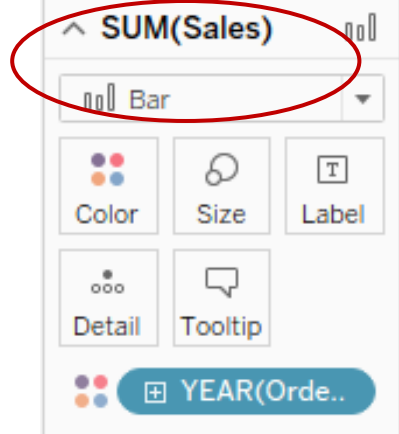 SUM(Sales)
Bar
Color Size T Label
Detail Tooltip
YEAR(Orde..